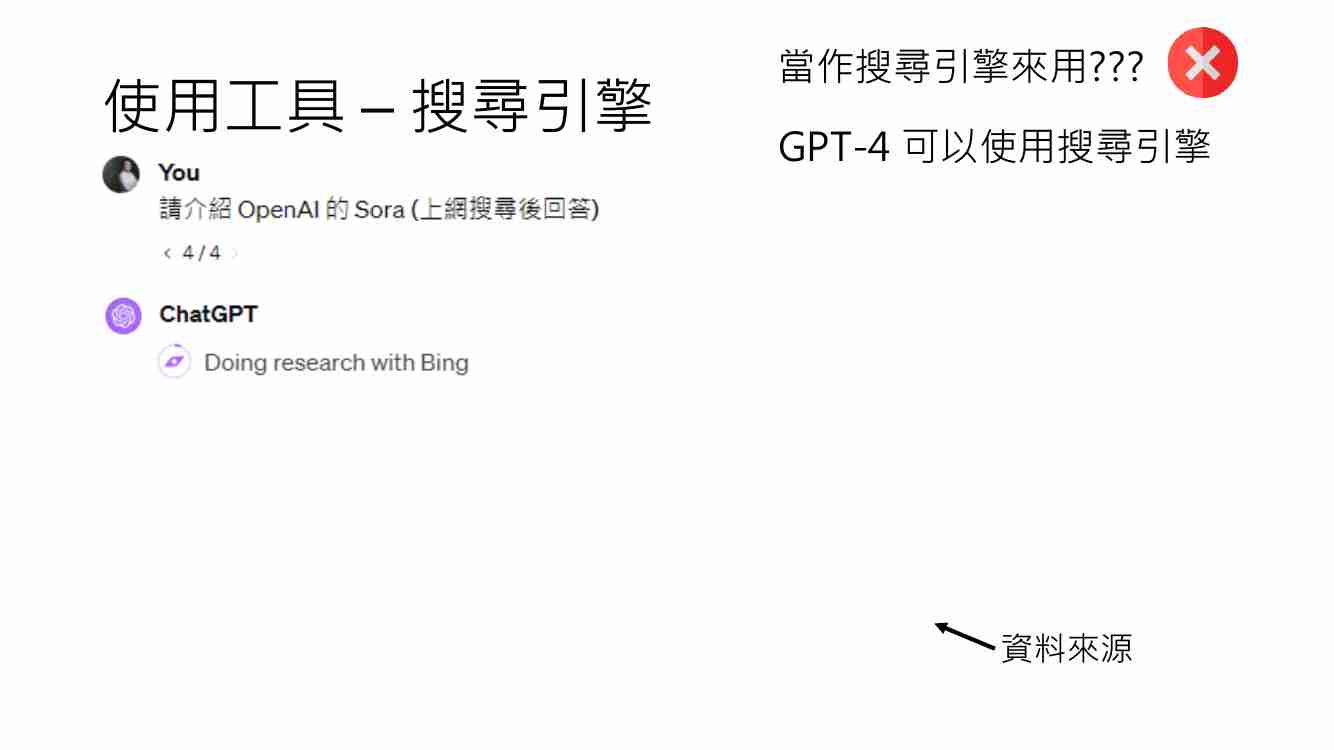 使用工具 – 搜尋引擎
當作搜尋引擎來用???
GPT-4 可以使用搜尋引擎
You
請介紹 OpenAI 的 Sora (上網搜尋後回答)
< 4 / 4 >
ChatGPT
Doing research with Bing
資料來源